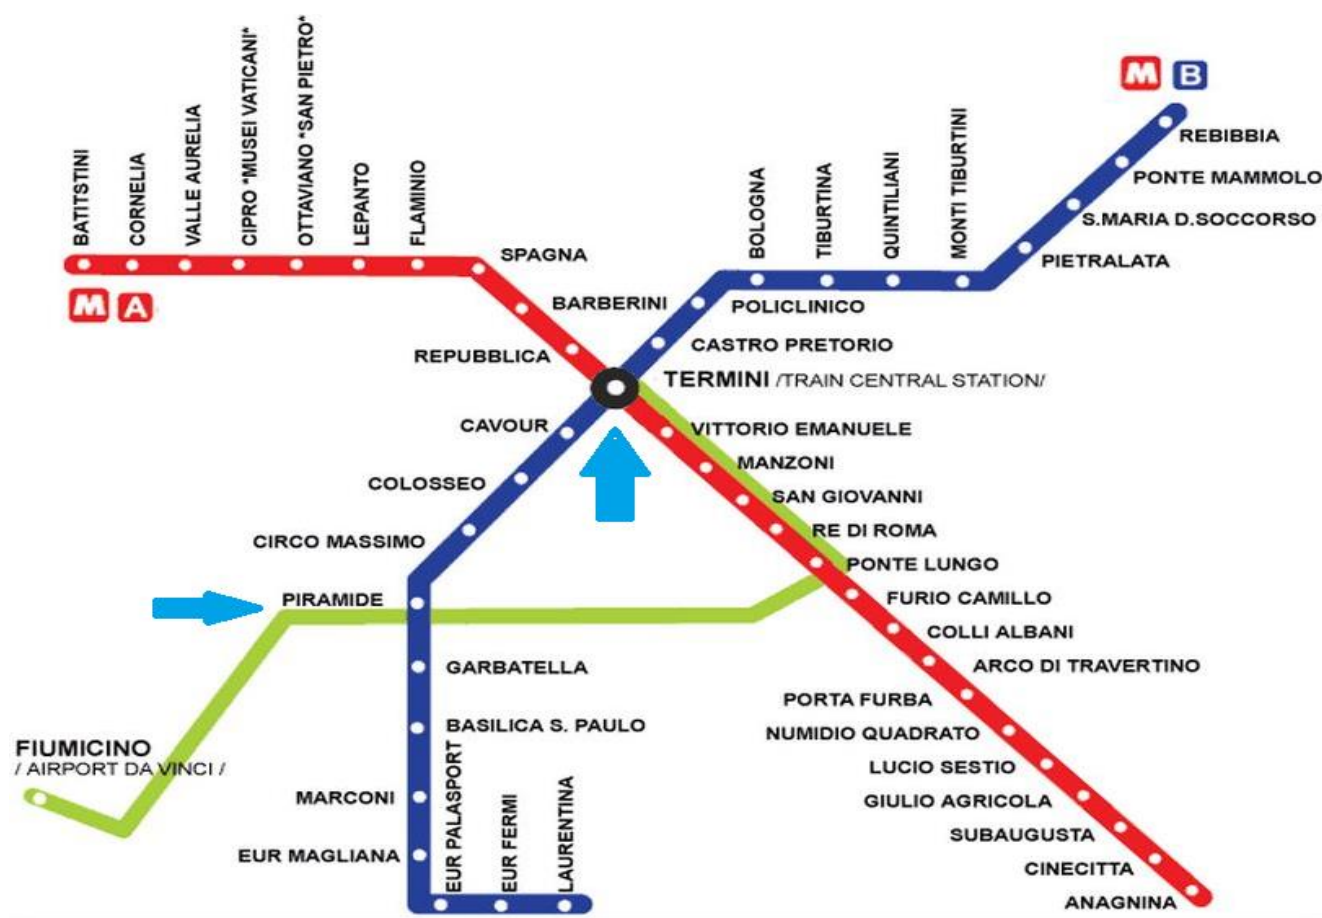 BATITSTINI
CORNELIA
VALLE AURELIA
CIPRO *MUSEI VATICANI*
OTTAVIANO *SAN PIETRO*
LEPANTO
FLAMINIO
M A
SPAGNA
BARBERINI
REPUBBLICA
TERMINI /TRAIN CENTRAL STATION/
VITTORIO EMANUELE
MANZONI
SAN GIOVANNI
RE DI ROMA
PONTE LUNGO
FURIO CAMILLO
COLLI ALBANI
ARCO DI TRAVERTINO
PORTA FURBA
NUMIDIO QUADRATO
LUCIO SESTIO
GIULIO AGRICOLA
SUBAUGUSTA
CINECITTA
ANAGNINA
M B
REBIBBIA
PONTE MAMMOLO
S.MARIA D.SOCCORSO
PIETRALATA
MONTI TIBURTINI
QUINTILIANI
TIBURTINA
BOLOGNA
POLICLINICO
CASTRO PRETORIO
CAVOUR
COLOSSEO
CIRCO MASSIMO
PIRAMIDE
GARBATELLA
BASILICA S. PAULO
MARCONI
EUR MAGLIANA
EUR PALASPORT
EUR FERMI
LAURENTINA
FIUMICINO
/ AIRPORT DA VINCI /